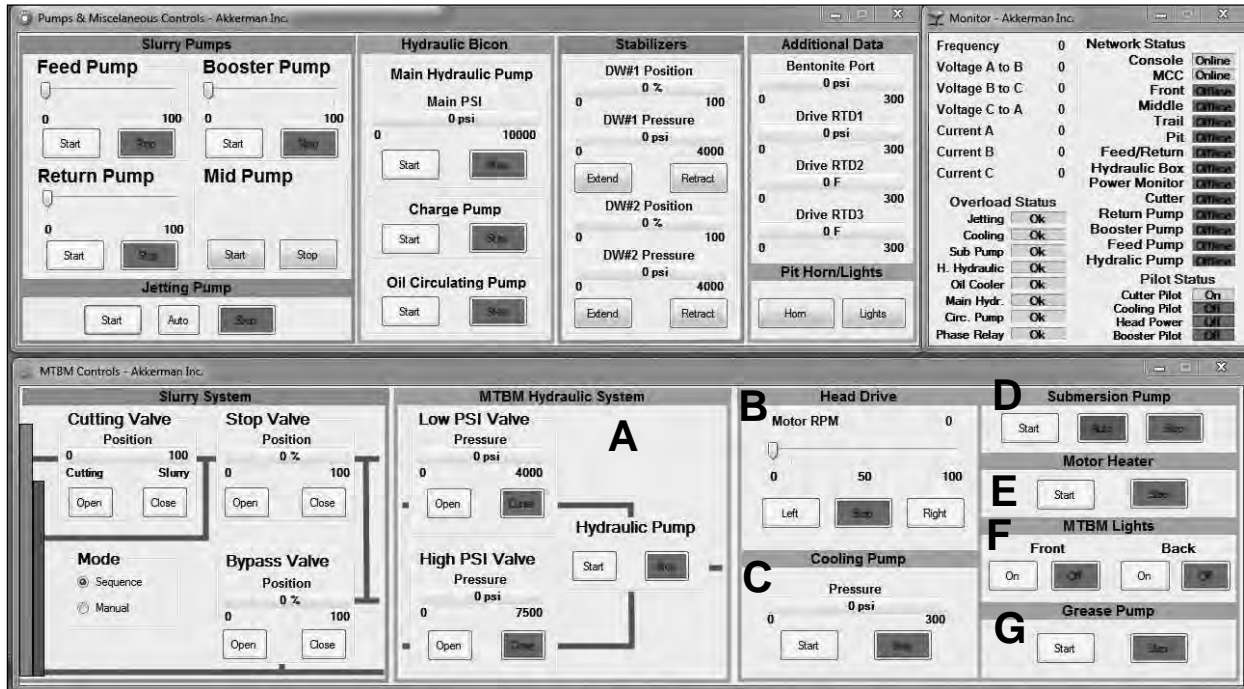 Pumps & Miscelaneous Controls - Akkerman Inc.
Slurry Pumps
Feed Pump
0 100
Start Stop
Booster Pump
0 100
Start Stop
Return Pump
0 100
Start Stop
Mid Pump
Start Stop
Jetting Pump
Start Auto Stop
Hydraulic Bicon
Main Hydraulic Pump
Main PSI
0 psi
0 10000
Start Stop
Charge Pump
Start Stop
Oil Circulating Pump
Start Stop
Stabilizers
DW#1 Position
0 %
0 100
DW#1 Pressure
0 psi
0 4000
Extend Retract
DW#2 Position
0 %
0 100
DW#2 Pressure
0 psi
0 4000
Extend Retract
Additional Data
Bentonite Port
0 psi
0 300
Drive RTD1
0 psi
0 300
Drive RTD2
0 F
0 300
Drive RTD3
0 F
0 300
Pit Horn/Lights
Horn Lights
Monitor - Akkerman Inc.
Frequency 0
Voltage A to B 0
Voltage B to C 0
Voltage C to A 0
Current A 0
Current B 0
Current C 0
Overload Status
Jetting Ok
Cooling Ok
Sub Pump Ok
H. Hydraulic Ok
Oil Cooler Ok
Main Hydr. Ok
Circ. Pump Ok
Phase Relay Ok
Network Status
Console Online
MCC Online
Front Offline
Middle Offline
Trail Offline
Pit Offline
Feed/Return Offline
Hydraulic Box Offline
Power Monitor Offline
Cutter Offline
Return Pump Offline
Booster Pump Offline
Feed Pump Offline
Hydralic Pump Offline
Pilot Status
Cutter Pilot On
Cooling Pilot Off
Head Power Off
Booster Pilot Off
MTBM Controls - Akkerman Inc.
Slurry System
Cutting Valve
Position
0 100
Cutting Slurry
Open Close
Stop Valve
Position
0 %
0 100
Open Close
Mode
Sequence
Manual
Bypass Valve
Position
0 %
0 100
Open Close
MTBM Hydraulic System
A
Low PSI Valve
Pressure
0 psi
0 4000
Open Close
Hydraulic Pump
Start Stop
High PSI Valve
Pressure
0 psi
0 7500
Open Close
B
Head Drive
Motor RPM 0
0 50 100
Left Stop Right
C
Cooling Pump
Pressure
0 psi
0 300
Start Stop
D
Submersion Pump
Start Auto Stop
Motor Heater
E
Start Stop
F
MTBM Lights
Front Back
On Off On Off
Grease Pump
G
Start Stop